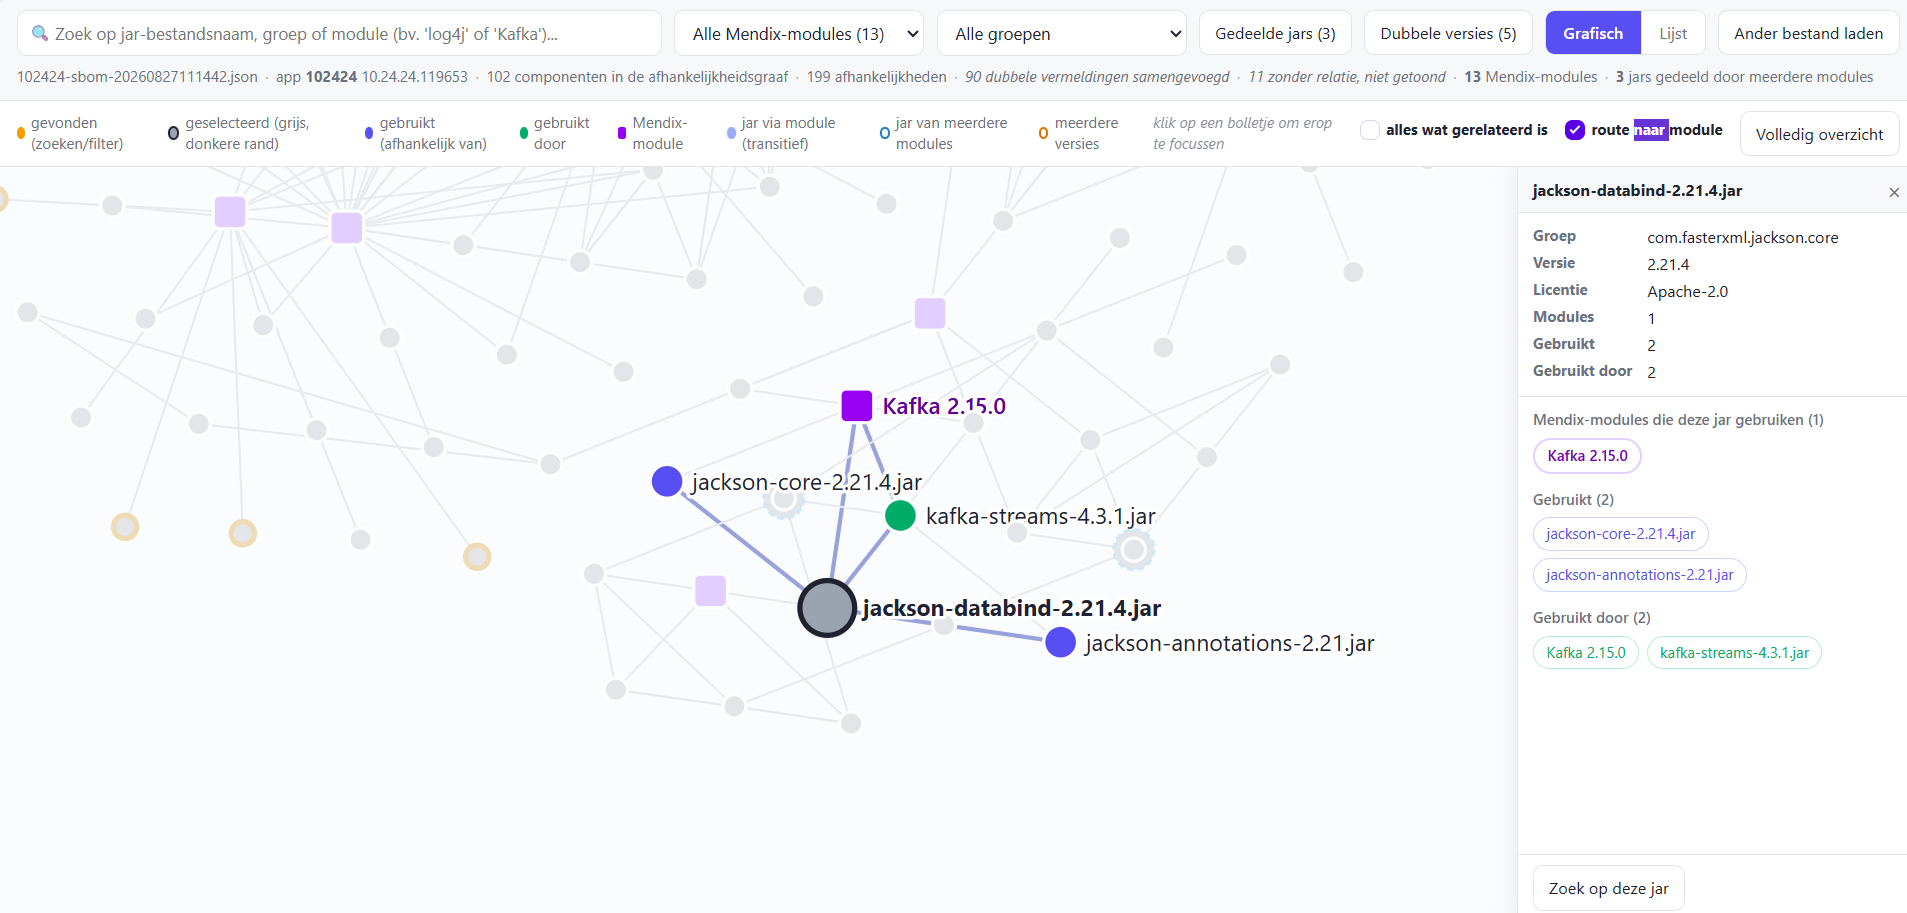 Zoek op jar-bestandsnaam, groep of module (bv. 'log4j' of 'Kafka')...
Alle Mendix-modules (13)
Alle groepen
Gedeelde jars (3)
Dubbele versies (5)
Grafisch
Lijst
Ander bestand laden
102424-sbom-20260827111442.json · app 102424 10.24.24.119653 · 102 componenten in de afhankelijkheidsgraaf · 199 afhankelijkheden · 90 dubbele vermeldingen samengevoegd · 11 zonder relatie, niet getoond · 13 Mendix-modules · 3 jars gedeeld door meerdere modules
gevonden
(zoeken/filter)
geselecteerd (grijs,
donkere rand)
gebruikt
(afhankelijk van)
gebruikt
door
Mendix-
module
jar via module
(transitief)
jar van meerdere
modules
meerdere
versies
klik op een bolletje om erop
te focussen
alles wat gerelateerd is
route naar module
Volledig overzicht
Kafka 2.15.0
jackson-core-2.21.4.jar
kafka-streams-4.3.1.jar
jackson-databind-2.21.4.jar
jackson-annotations-2.21.jar
jackson-databind-2.21.4.jar
×
Groep com.fasterxml.jackson.core
Versie 2.21.4
Licentie Apache-2.0
Modules 1
Gebruikt 2
Gebruikt door 2
Mendix-modules die deze jar gebruiken (1)
Kafka 2.15.0
Gebruikt (2)
jackson-core-2.21.4.jar
jackson-annotations-2.21.jar
Gebruikt door (2)
Kafka 2.15.0
kafka-streams-4.3.1.jar
Zoek op deze jar